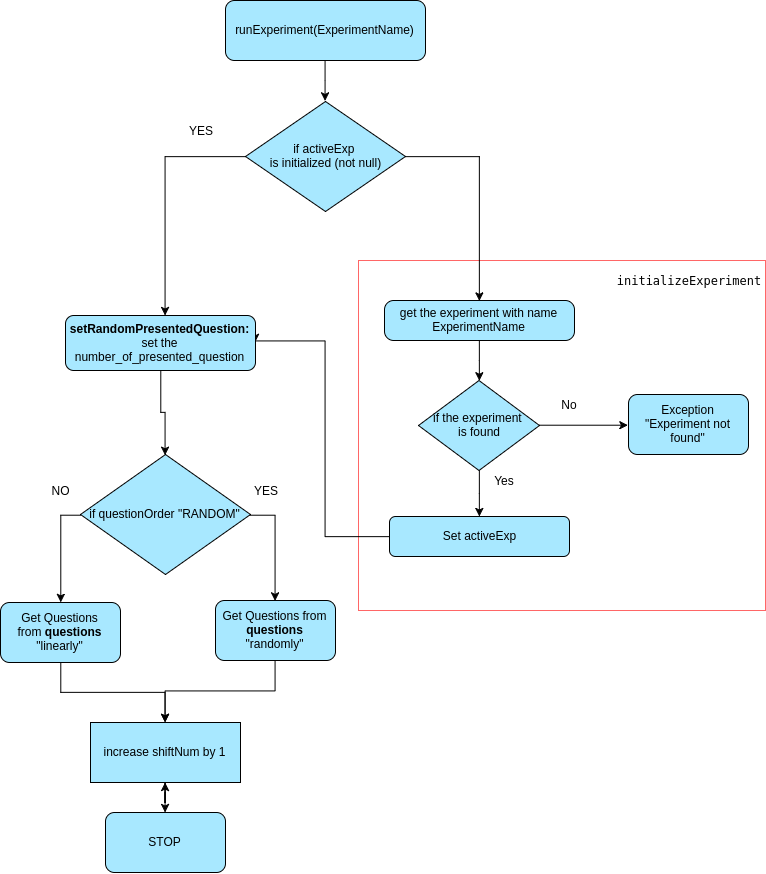 runExperiment(ExperimentName)
YES
if activeExp
is initialized (not null)
initializeExperiment
get the experiment with name
ExperimentName
setRandomPresentedQuestion:
set the
number_of_presented_question
if the experiment
is found
No
Exception
"Experiment not
found"
Yes
Set activeExp
NO
YES
if questionOrder "RANDOM"
Get Questions
from questions
"linearly"
Get Questions from
questions
"randomly"
increase shiftNum by 1
STOP